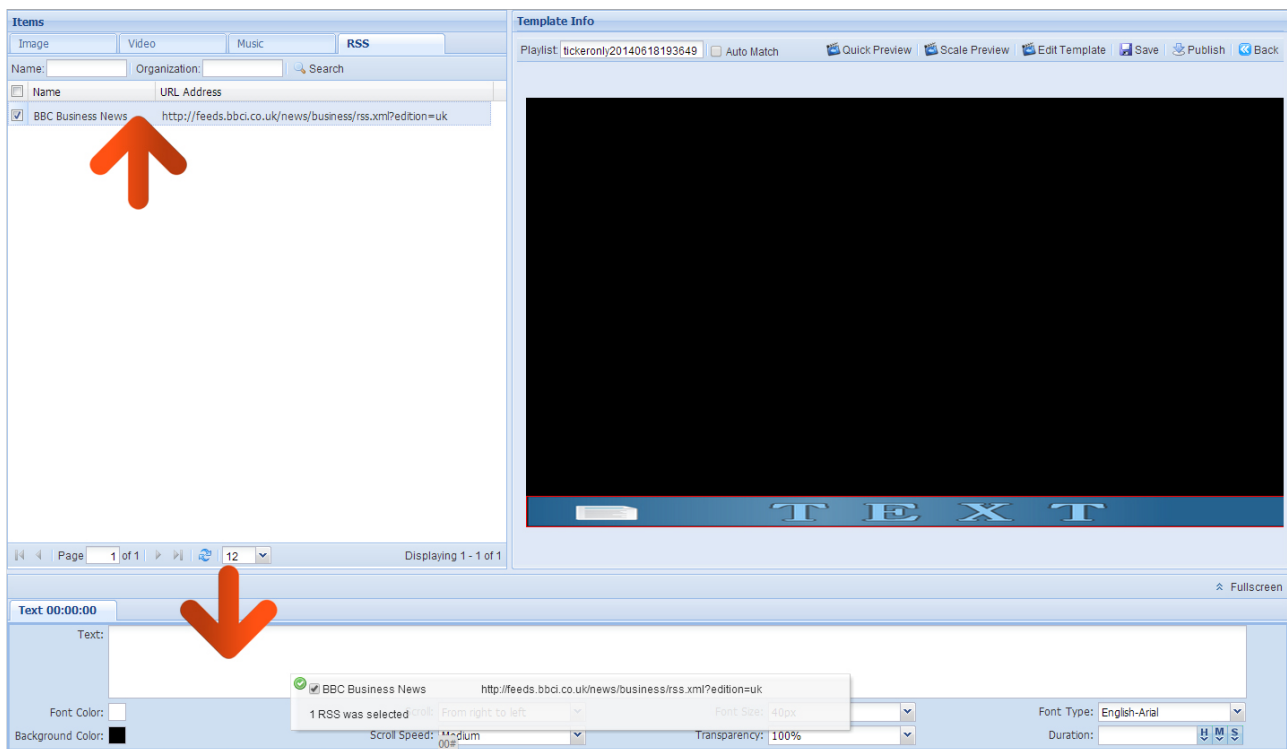 Items
Image Video Music RSS
Name: Organization: Search
Name URL Address
BBC Business News http://feeds.bbci.co.uk/news/business/rss.xml?edition=uk
Page 1 of 1 12 Displaying 1 - 1 of 1
Template Info
Playlist: tickeronly20140618193649 Auto Match Quick Preview Scale Preview Edit Template Save Publish Back
TEXT
Fullscreen
Text 00:00:00
Text:
BBC Business News http://feeds.bbci.co.uk/news/business/rss.xml?edition=uk
1 RSS was selected
Font Color: Scroll: From right to left Font Size: 40px Font Type: English-Arial
Background Color: Scroll Speed: Medium Transparency: 100% Duration: H M S
00#